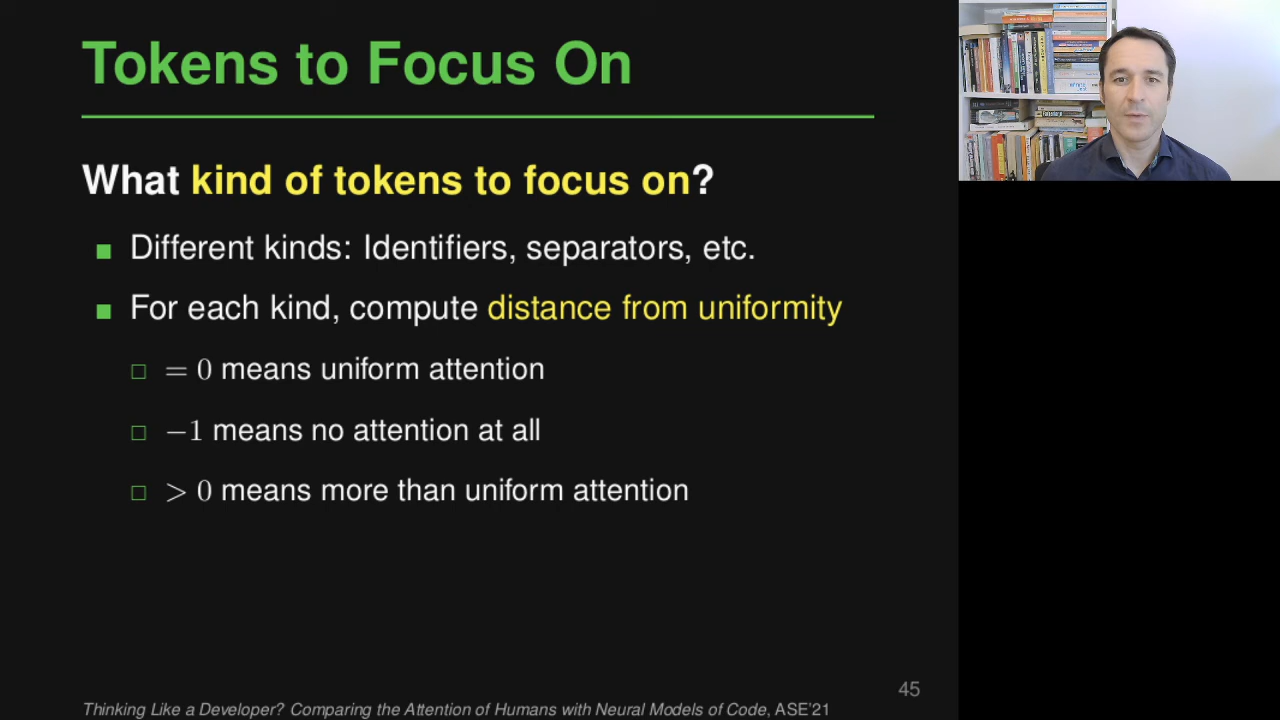 Tokens to Focus On
What kind of tokens to focus on?
■ Different kinds: Identifiers, separators, etc.
■ For each kind, compute distance from uniformity
□ = 0 means uniform attention
□ −1 means no attention at all
□ > 0 means more than uniform attention
45
Thinking Like a Developer? Comparing the Attention of Humans with Neural Models of Code, ASE'21